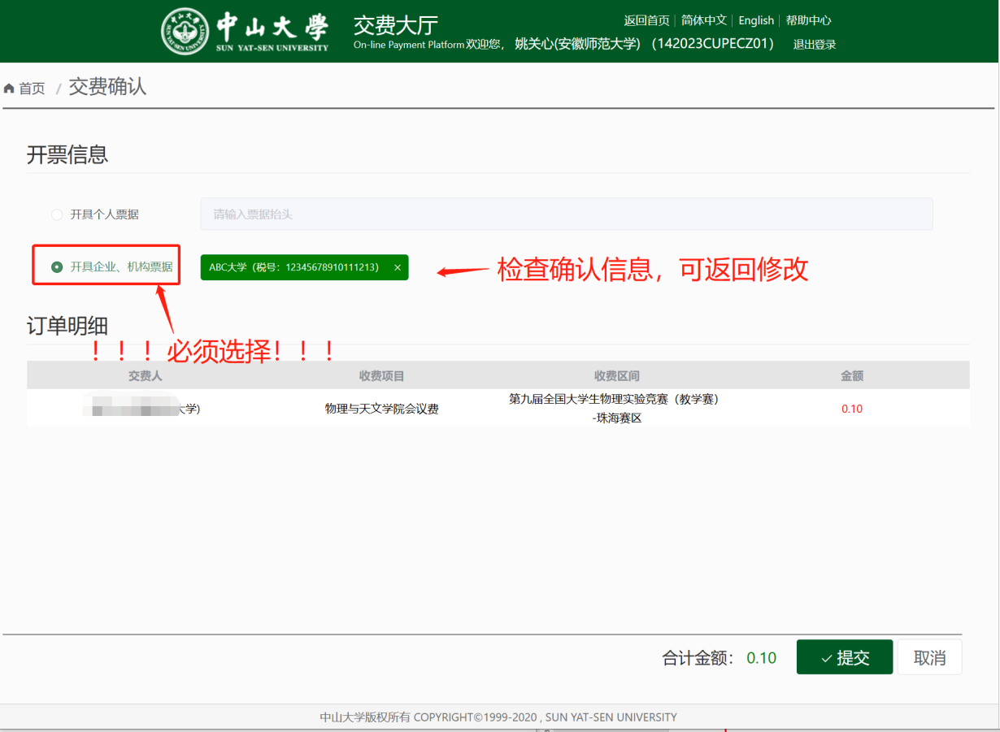 中山大學
SUN YAT-SEN UNIVERSITY
交费大厅
On-line Payment Platform
返回首页 简体中文 English 帮助中心
欢迎您, 姚关心(安徽师范大学) (142023CUPECZ01) 退出登录
首页 / 交费确认
开票信息
开具个人票据 请输入票据抬头
开具企业、机构票据 ABC大学（税号：12345678910111213） ×
检查确认信息，可返回修改
订单明细
！！！必须选择！！！
交费人 收费项目 收费区间 金额
大学) 物理与天文学院会议费 第九届全国大学生物理实验竞赛（教学赛） 0.10
-珠海赛区
合计金额： 0.10 提交 取消
中山大学版权所有 COPYRIGHT©1999-2020 , SUN YAT-SEN UNIVERSITY